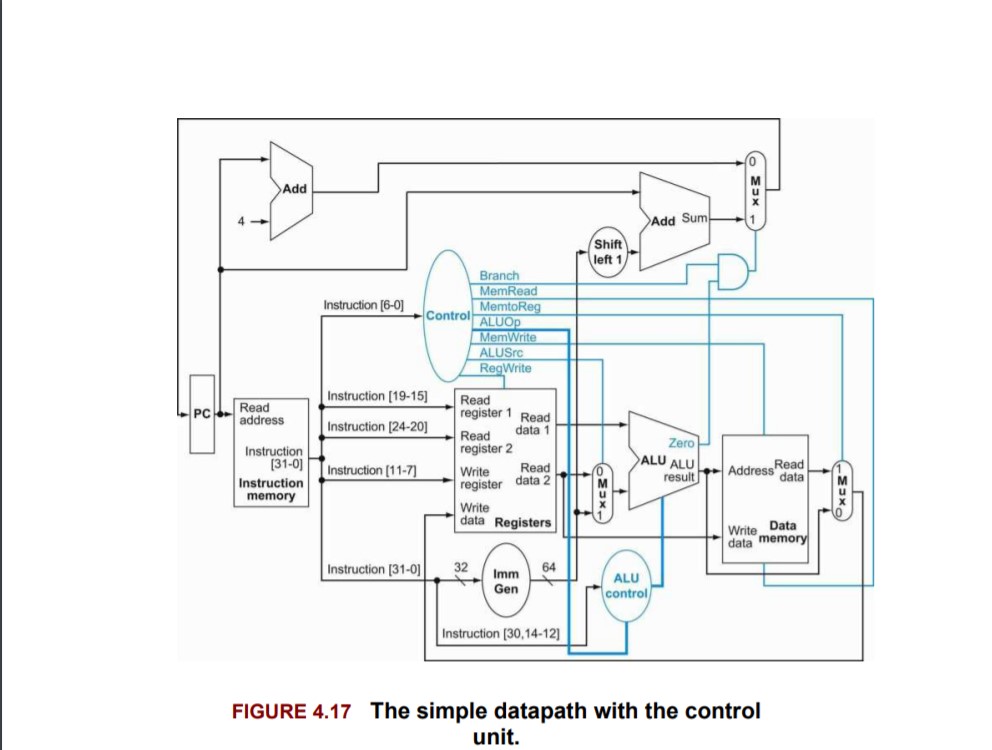 Add
4
0
M
u
x
1
Add Sum
Shift
left 1
Branch
MemRead
MemtoReg
ALUOp
MemWrite
ALUSrc
RegWrite
Control
Instruction [6-0]
Instruction [19-15]
Instruction [24-20]
Instruction [11-7]
Instruction [31-0]
Instruction [30,14-12]
PC
Read
address
Instruction
[31-0]
Instruction
memory
Read
register 1
Read
register 2
Write
register
Write
data
Read
data 1
Read
data 2
Registers
0
M
u
x
1
Zero
ALU
ALU
result
Address
Read
data
Write
data
Data
memory
1
M
u
x
0
32
Imm
Gen
64
ALU
control
FIGURE 4.17 The simple datapath with the control
unit.